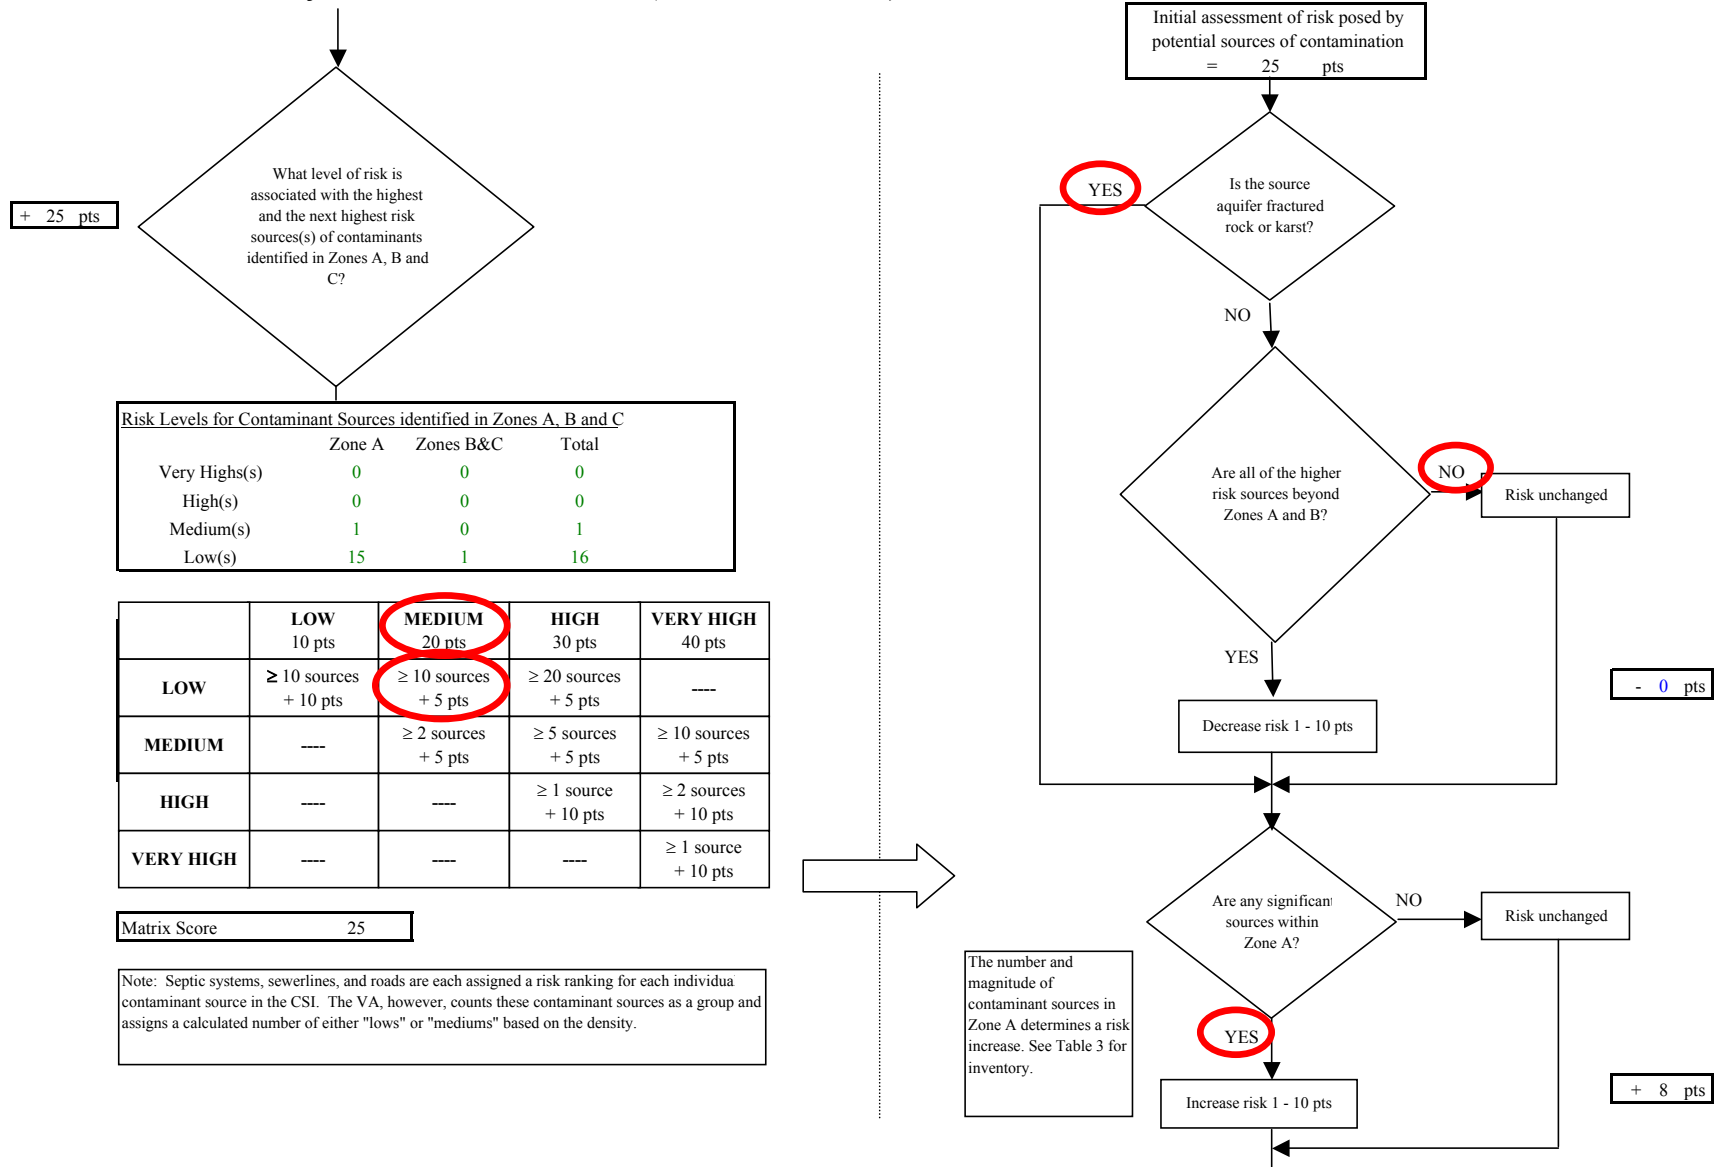 What level of risk is
associated with the highest
and the next highest risk
sources(s) of contaminants
identified in Zones A, B and
C?
+ 25 pts
Risk Levels for Contaminant Sources identified in Zones A, B and C
Zone A Zones B&C Total
Very Highs(s) 0 0 0
High(s) 0 0 0
Medium(s) 1 0 1
Low(s) 15 1 16
LOW MEDIUM HIGH VERY HIGH
10 pts 20 pts 30 pts 40 pts
LOW ≥ 10 sources + 10 pts ≥ 10 sources + 5 pts ≥ 20 sources + 5 pts ----
MEDIUM ---- ≥ 2 sources + 5 pts ≥ 5 sources + 5 pts ≥ 10 sources + 5 pts
HIGH ---- ---- ≥ 1 source + 10 pts ≥ 2 sources + 10 pts
VERY HIGH ---- ---- ---- ≥ 1 source + 10 pts
Matrix Score 25
Note: Septic systems, sewerlines, and roads are each assigned a risk ranking for each individua
contaminant source in the CSI. The VA, however, counts these contaminant sources as a group and
assigns a calculated number of either "lows" or "mediums" based on the density.
Initial assessment of risk posed by
potential sources of contamination
= 25 pts
YES
Is the source
aquifer fractured
rock or karst?
NO
Are all of the higher
risk sources beyond
Zones A and B?
NO
Risk unchanged
YES
Decrease risk 1 - 10 pts
- 0 pts
Are any significant
sources within
Zone A?
NO
Risk unchanged
The number and
magnitude of
contaminant sources in
Zone A determines a risk
increase. See Table 3 for
inventory.
YES
Increase risk 1 - 10 pts
+ 8 pts